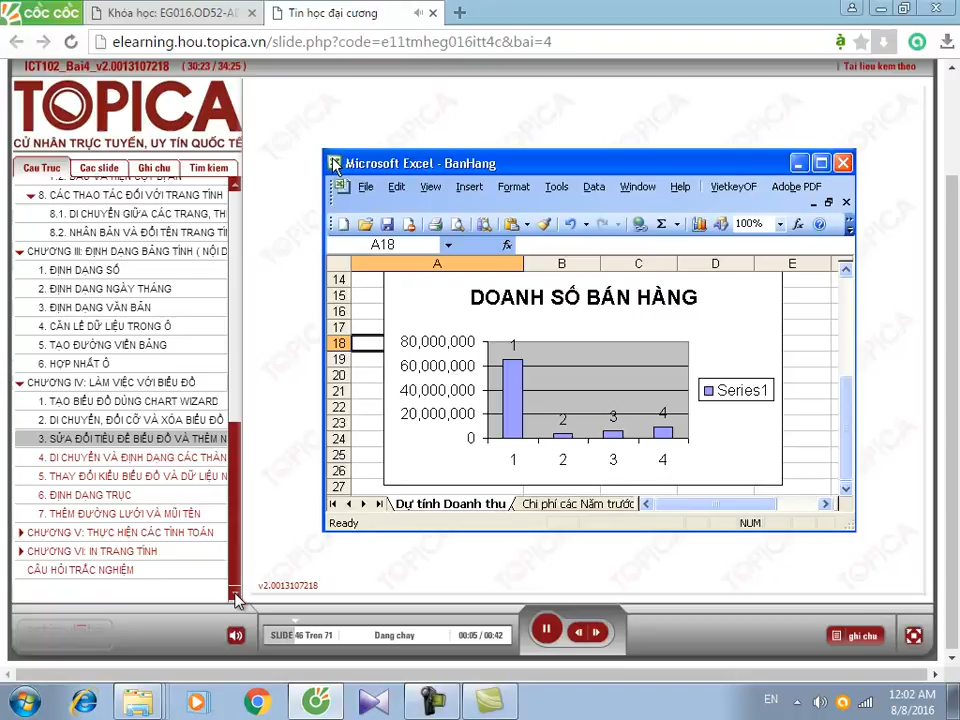 cốc cốc
Khóa học: EG016.OD52-AD
Tin học đại cương
elearning.hou.topica.vn/slide.php?code=e11tmheg016itt4c&bai=4
ICT102_Bai4_v2.0013107218 ( 30:23 / 34:25 )
Tai lieu kem theo
TOPICA
CỬ NHÂN TRỰC TUYẾN, UY TÍN QUỐC TẾ
Cau Truc Cac slide Ghi chu Tim kiem
8. CÁC THAO TÁC ĐỐI VỚI TRANG TÍNH
8.1. DI CHUYỂN GIỮA CÁC TRANG, TH
8.2. NHÂN BẢN VÀ ĐỔI TÊN TRANG TÍ
CHƯƠNG III: ĐỊNH DẠNG BẢNG TÍNH ( NỘI D
1. ĐỊNH DẠNG SỐ
2. ĐỊNH DẠNG NGÀY THÁNG
3. ĐỊNH DẠNG VĂN BẢN
4. CĂN LỀ DỮ LIỆU TRONG Ô
5. TẠO ĐƯỜNG VIỀN BẢNG
6. HỢP NHẤT Ô
CHƯƠNG IV: LÀM VIỆC VỚI BIỂU ĐỒ
1. TẠO BIỂU ĐỒ DÙNG CHART WIZARD
2. DI CHUYỂN, ĐỔI CỠ VÀ XÓA BIỂU ĐỒ
3. SỬA ĐỔI TIÊU ĐỀ BIỂU ĐỒ VÀ THÊM N
4. DI CHUYỂN VÀ ĐỊNH DẠNG CÁC THÀN
5. THAY ĐỔI KIỂU BIỂU ĐỒ VÀ DỮ LIỆU N
6. ĐỊNH DẠNG TRỤC
7. THÊM ĐƯỜNG LƯỚI VÀ MŨI TÊN
CHƯƠNG V: THỰC HIỆN CÁC TÍNH TOÁN
CHƯƠNG VI: IN TRANG TÍNH
CÂU HỎI TRẮC NGHIỆM
Microsoft Excel - BanHang
File Edit View Insert Format Tools Data Window Help VietkeyOF Adobe PDF
100%
A18 fx
A B C D E
14
15
16
17
18
19
20
21
22
23
24
25
26
27
DOANH SỐ BÁN HÀNG
80,000,000
60,000,000
40,000,000
20,000,000
0
1 2 3 4
1 2 3 4
Series1
Dự tính Doanh thu Chi phí các Năm trước
Ready NUM
v2.0013107218
SLIDE 46 Tren 71 Dang chay 00:05 / 00:42
ghi chu
EN
12:02 AM
8/8/2016